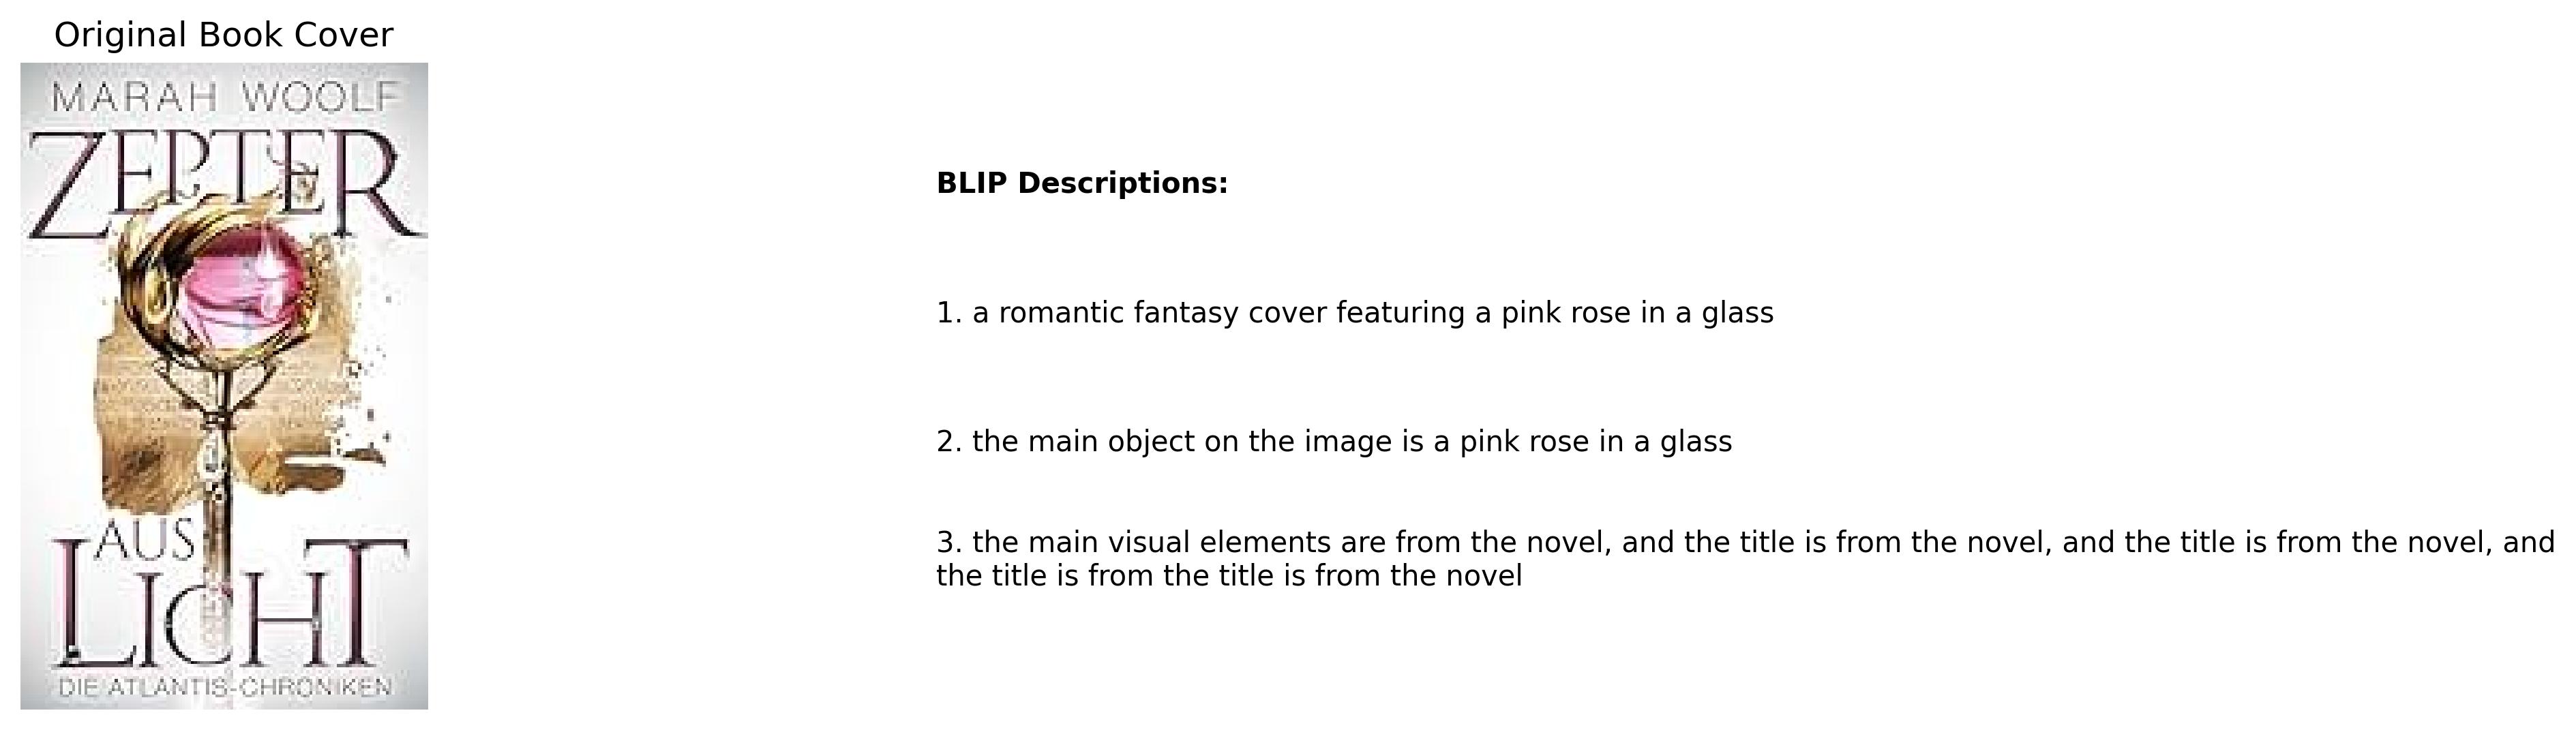 Original Book Cover
MARAH WOOLF
ZEPTER
AUS
LICHT
DIE ATLANTIS-CHRONIKEN
BLIP Descriptions:
1. a romantic fantasy cover featuring a pink rose in a glass
2. the main object on the image is a pink rose in a glass
3. the main visual elements are from the novel, and the title is from the novel, and the title is from the novel, and
the title is from the title is from the novel